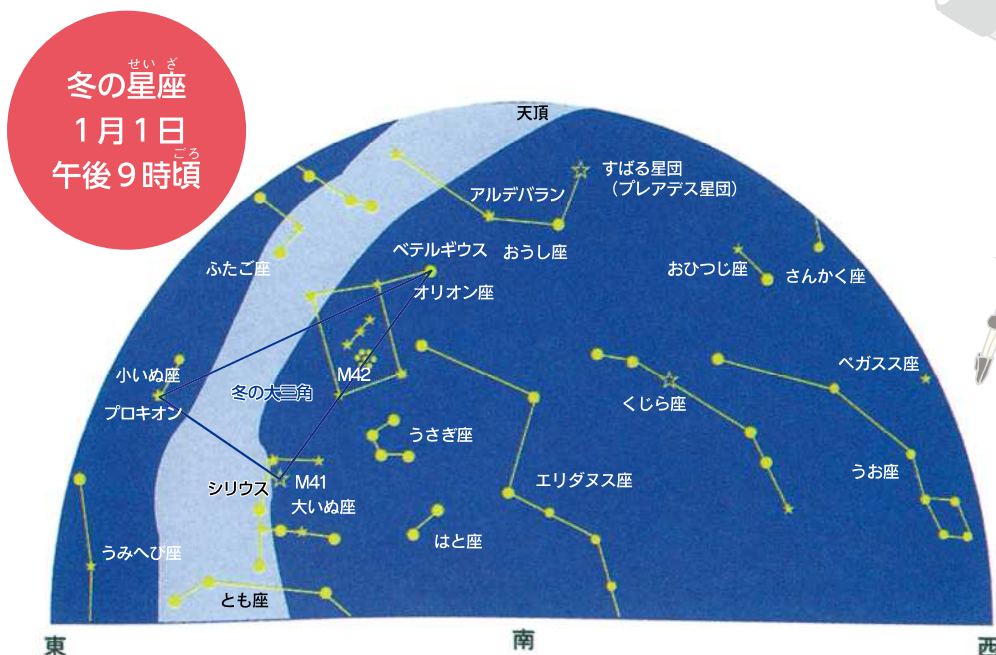 せいざ
冬の星座
1月1日
ごろ
午後9時頃
天頂
すばる星団
（プレアデス星団）
アルデバラン
おうし座
ベテルギウス
オリオン座
ふたご座
おひつじ座
さんかく座
ペガスス座
小いぬ座
プロキオン
冬の大三角
M42
くじら座
うさぎ座
うお座
シリウス
M41
大いぬ座
エリダヌス座
はと座
うみへび座
とも座
東
南
西